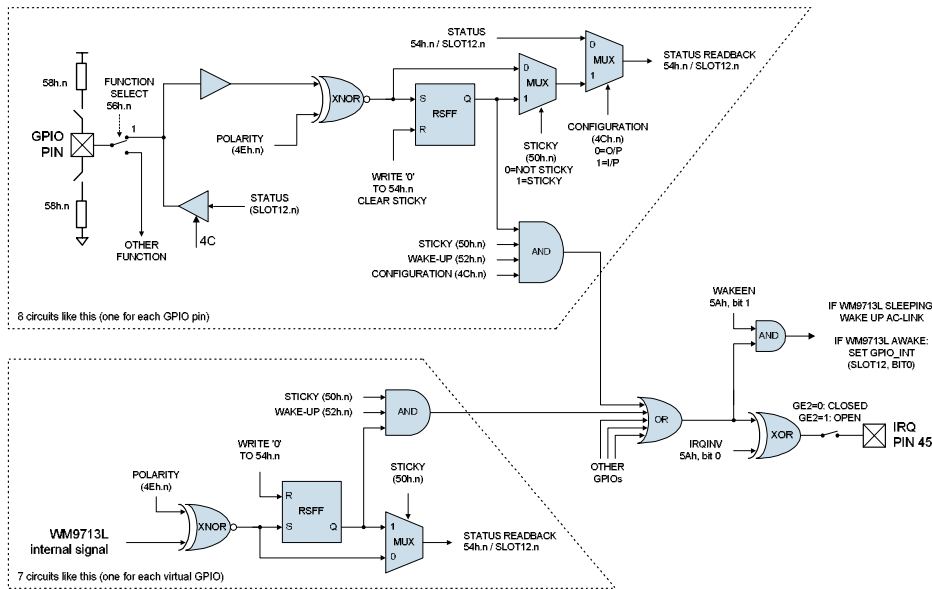 STATUS
54h.n / SLOT12.n
0
MUX
1
STATUS READBACK
54h.n / SLOT12.n
58h.n
FUNCTION
SELECT
56h.n
1
GPIO
PIN
58h.n
OTHER
FUNCTION
STATUS
(SLOT12.n)
4C
POLARITY
(4Eh.n)
XNOR
S
Q
RSFF
R
WRITE '0'
TO 54h.n
CLEAR STICKY
0
MUX
1
STICKY
(50h.n)
0=NOT STICKY
1=STICKY
CONFIGURATION
(4Ch.n)
0=O/P
1=I/P
STICKY (50h.n)
WAKE-UP (52h.n)
CONFIGURATION (4Ch.n)
AND
8 circuits like this (one for each GPIO pin)
WAKEEN
5Ah, bit 1
AND
IF WM9713L SLEEPING
WAKE UP AC-LINK
IF WM9713L AWAKE:
SET GPIO_INT
(SLOT12, BIT0)
STICKY (50h.n)
WAKE-UP (52h.n)
AND
OR
OTHER
GPIOs
IRQINV
5Ah, bit 0
XOR
GE2=0: CLOSED
GE2=1: OPEN
IRQ
PIN 45
WRITE '0'
TO 54h.n
POLARITY
(4Eh.n)
WM9713L
internal signal
XNOR
R
RSFF
S
Q
STICKY
(50h.n)
1
MUX
0
STATUS READBACK
54h.n / SLOT12.n
7 circuits like this (one for each virtual GPIO)